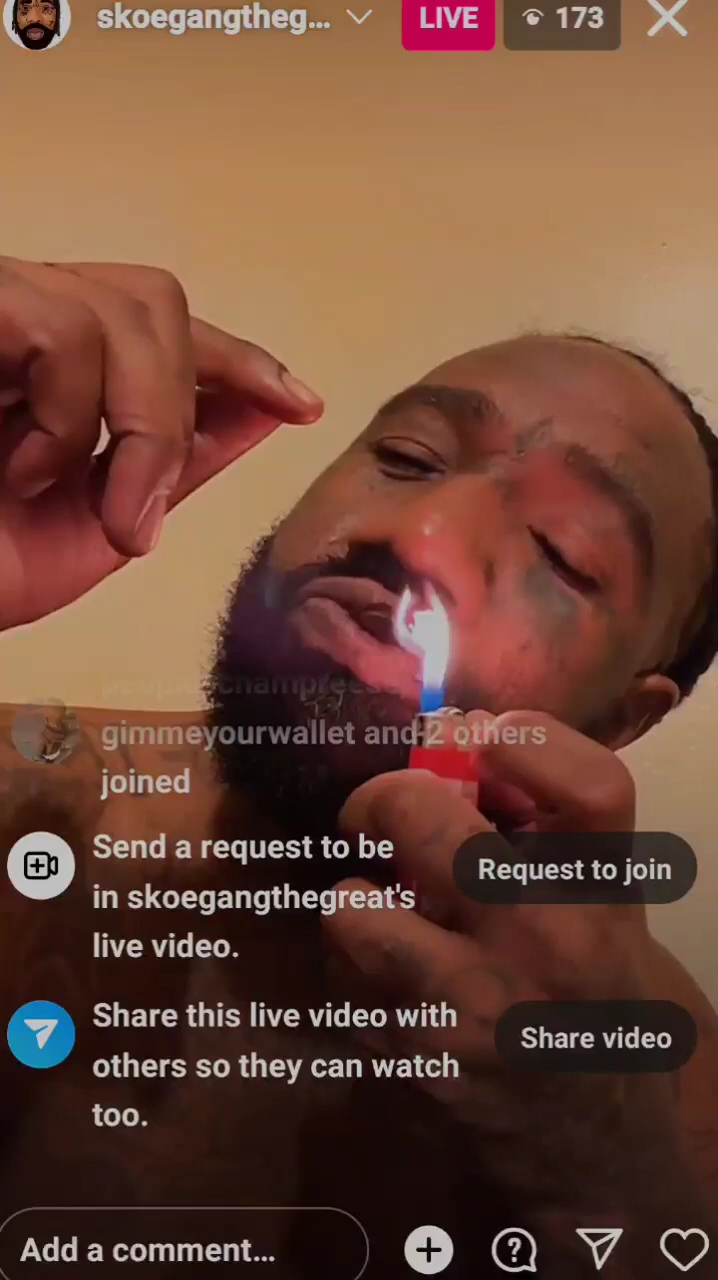 skoegangtheg...
LIVE
173
gimmeyourwallet and 2 others
joined
Send a request to be
in skoegangthegreat's
live video.
Request to join
Share this live video with
others so they can watch
too.
Share video
Add a comment...